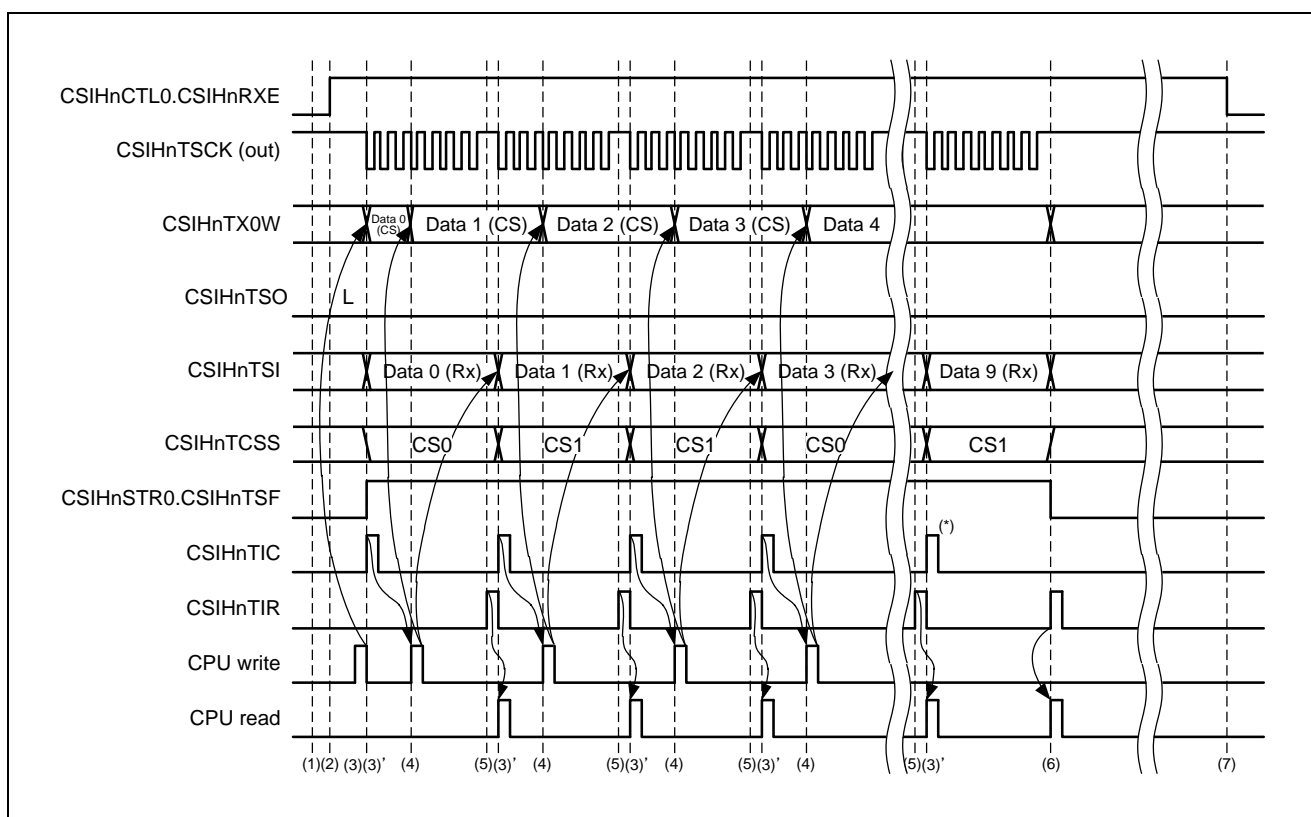 CSIHnCTL0.CSIHnRXE
CSIHnTSCK (out)
CSIHnTX0W
Data 0
(CS)
Data 1 (CS)
Data 2 (CS)
Data 3 (CS)
Data 4
CSIHnTSO
L
CSIHnTSI
Data 0 (Rx)
Data 1 (Rx)
Data 2 (Rx)
Data 3 (Rx)
Data 9 (Rx)
CSIHnTCSS
CS0
CS1
CS1
CS0
CS1
CSIHnSTR0.CSIHnTSF
CSIHnTIC
(*)
CSIHnTIR
CPU write
CPU read
(1)(2) (3)(3)' (4) (5)(3)' (4) (5)(3)' (4) (5)(3)' (4) (5)(3)' (6) (7)